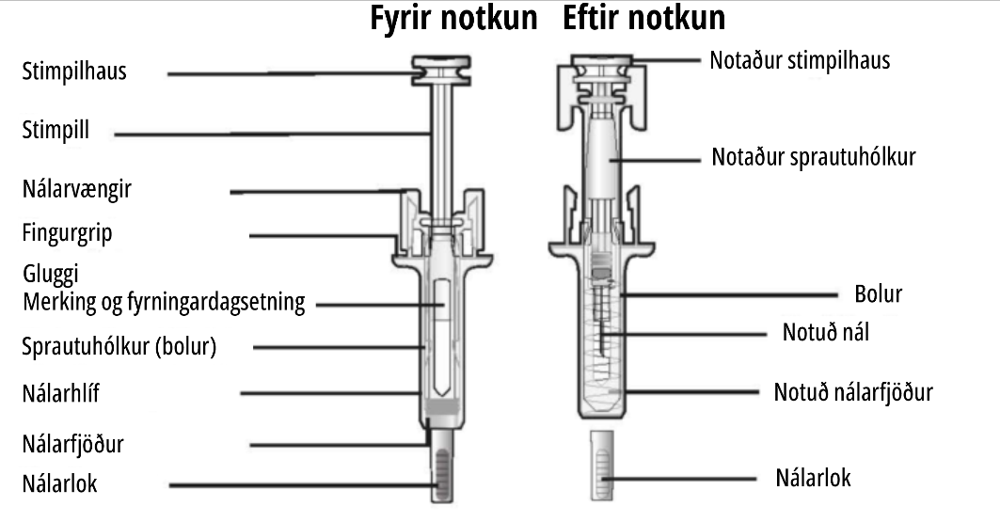 Fyrir notkun
Eftir notkun
Stimpilhaus
Stimpill
Nálarvængir
Fingurgrip
Gluggi
Merking og fyrningardagsetning
Sprautuhólkur (bolur)
Nálarhlíf
Nálarfjöður
Nálarlok
Notaður stimpilhaus
Notaður sprautuhólkur
Bolur
Notuð nál
Notuð nálarfjöður
Nálarlok